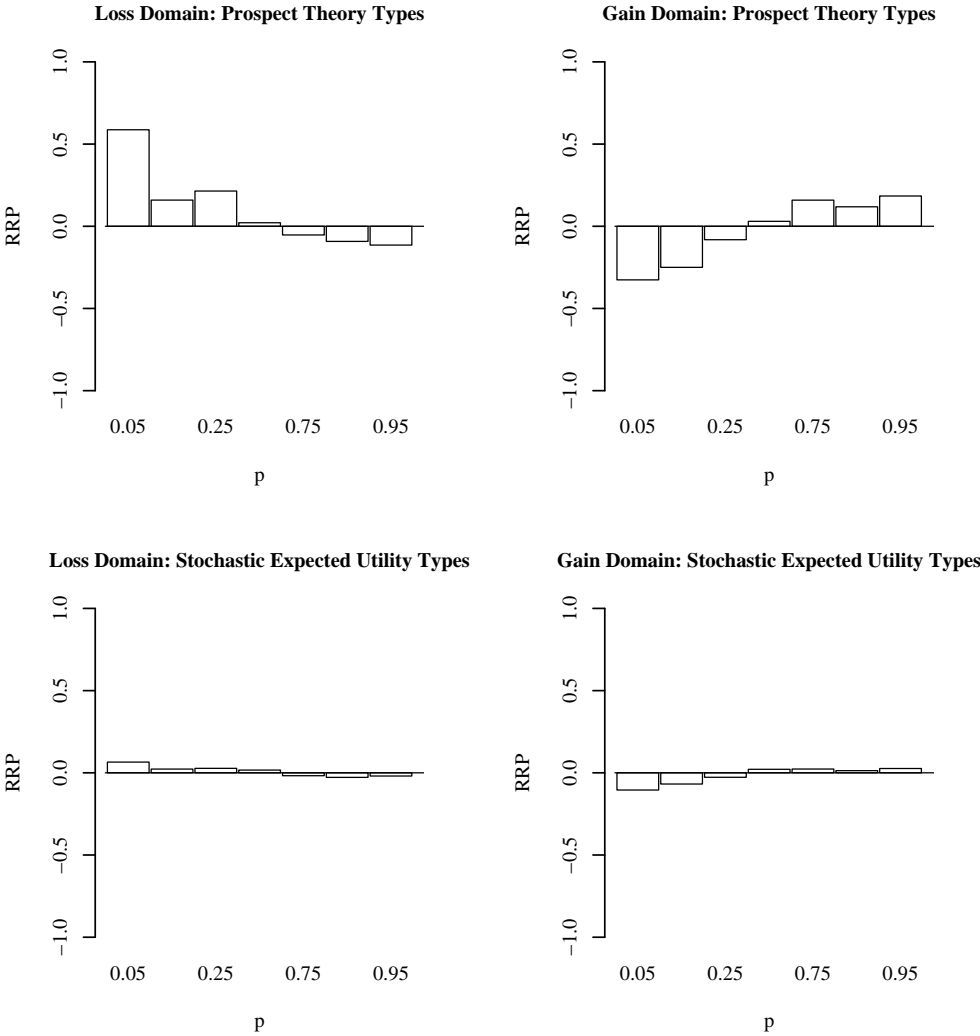 Loss Domain: Prospect Theory Types
RRP
1.0
0.5
0.0
−0.5
−1.0
0.05 0.25 0.75 0.95
p
Gain Domain: Prospect Theory Types
RRP
1.0
0.5
0.0
−0.5
−1.0
0.05 0.25 0.75 0.95
p
Loss Domain: Stochastic Expected Utility Types
RRP
1.0
0.5
0.0
−0.5
−1.0
0.05 0.25 0.75 0.95
p
Gain Domain: Stochastic Expected Utility Types
RRP
1.0
0.5
0.0
−0.5
−1.0
0.05 0.25 0.75 0.95
p